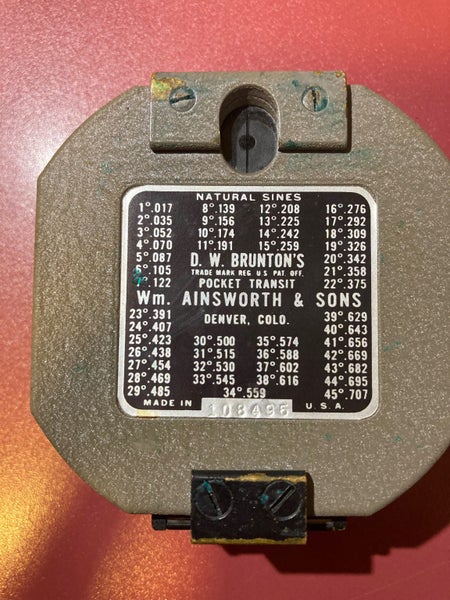 NATURAL SINES
1°.017 8°.139 12°.208 16°.276
2°.035 9°.156 13°.225 17°.292
3°.052 10°.174 14°.242 18°.309
4°.070 11°.191 15°.259 19°.326
5°.087 D. W. BRUNTON'S 20°.342
6°.105 TRADE MARK REG U.S. PAT. OFF. 21°.358
7°.122 POCKET TRANSIT 22°.375
Wm. AINSWORTH & SONS
23°.391 DENVER, COLO. 39°.629
24°.407 40°.643
25°.423 30°.500 35°.574 41°.656
26°.438 31°.515 36°.588 42°.669
27°.454 32°.530 37°.602 43°.682
28°.469 33°.545 38°.616 44°.695
29°.485 34°.559 45°.707
MADE IN 108495 U.S.A.